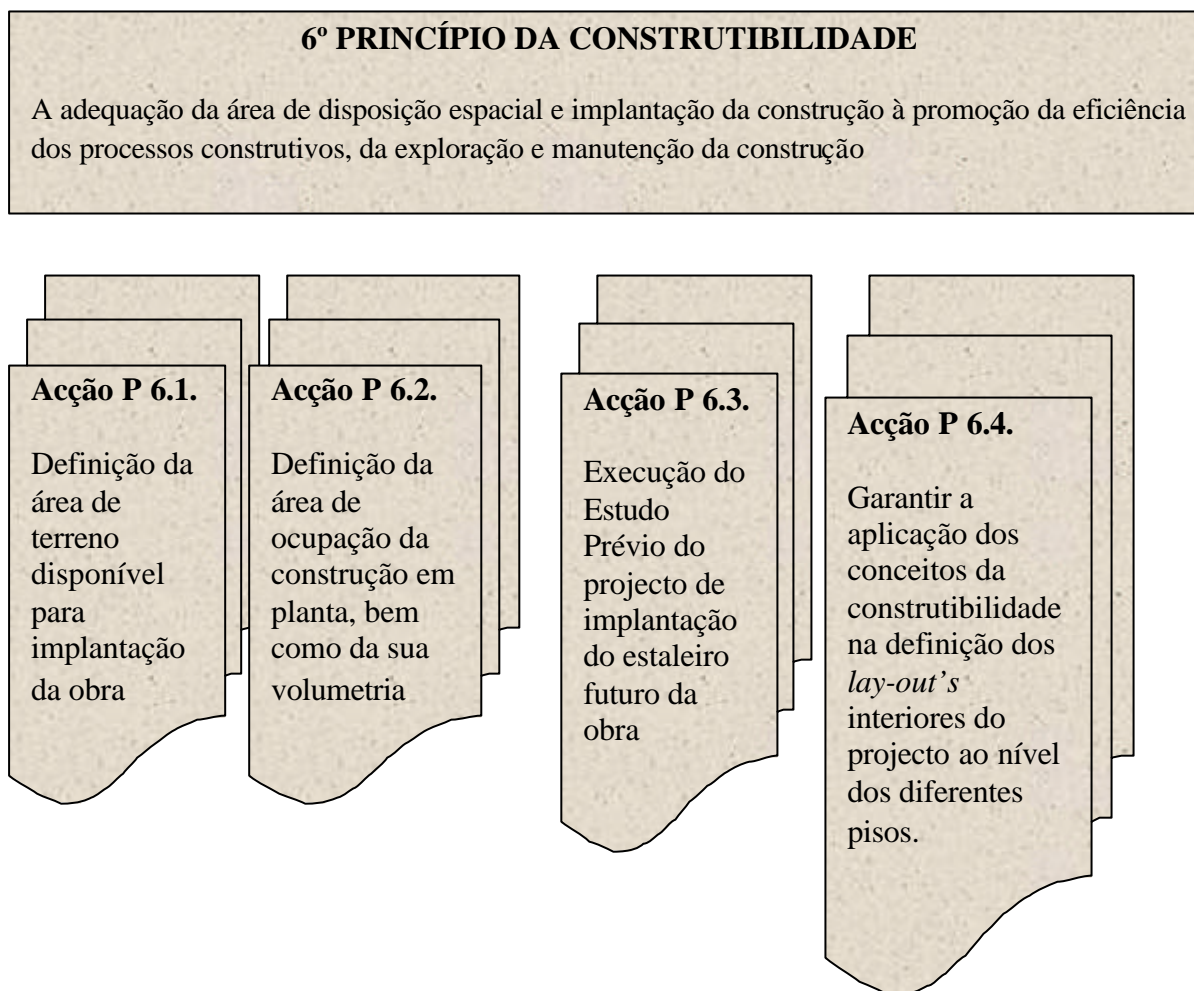 6º PRINCÍPIO DA CONSTRUTIBILIDADE
A adequação da área de disposição espacial e implantação da construção à promoção da eficiência
dos processos construtivos, da exploração e manutenção da construção
Acção P 6.1.
Definição da
área de
terreno
disponível
para
implantação
da obra
Acção P 6.2.
Definição da
área de
ocupação da
construção em
planta, bem
como da sua
volumetria
Acção P 6.3.
Execução do
Estudo
Prévio do
projecto de
implantação
do estaleiro
futuro da
obra
Acção P 6.4.
Garantir a
aplicação dos
conceitos da
construtibilidade
na definição dos
lay-out's
interiores do
projecto ao nível
dos diferentes
pisos.